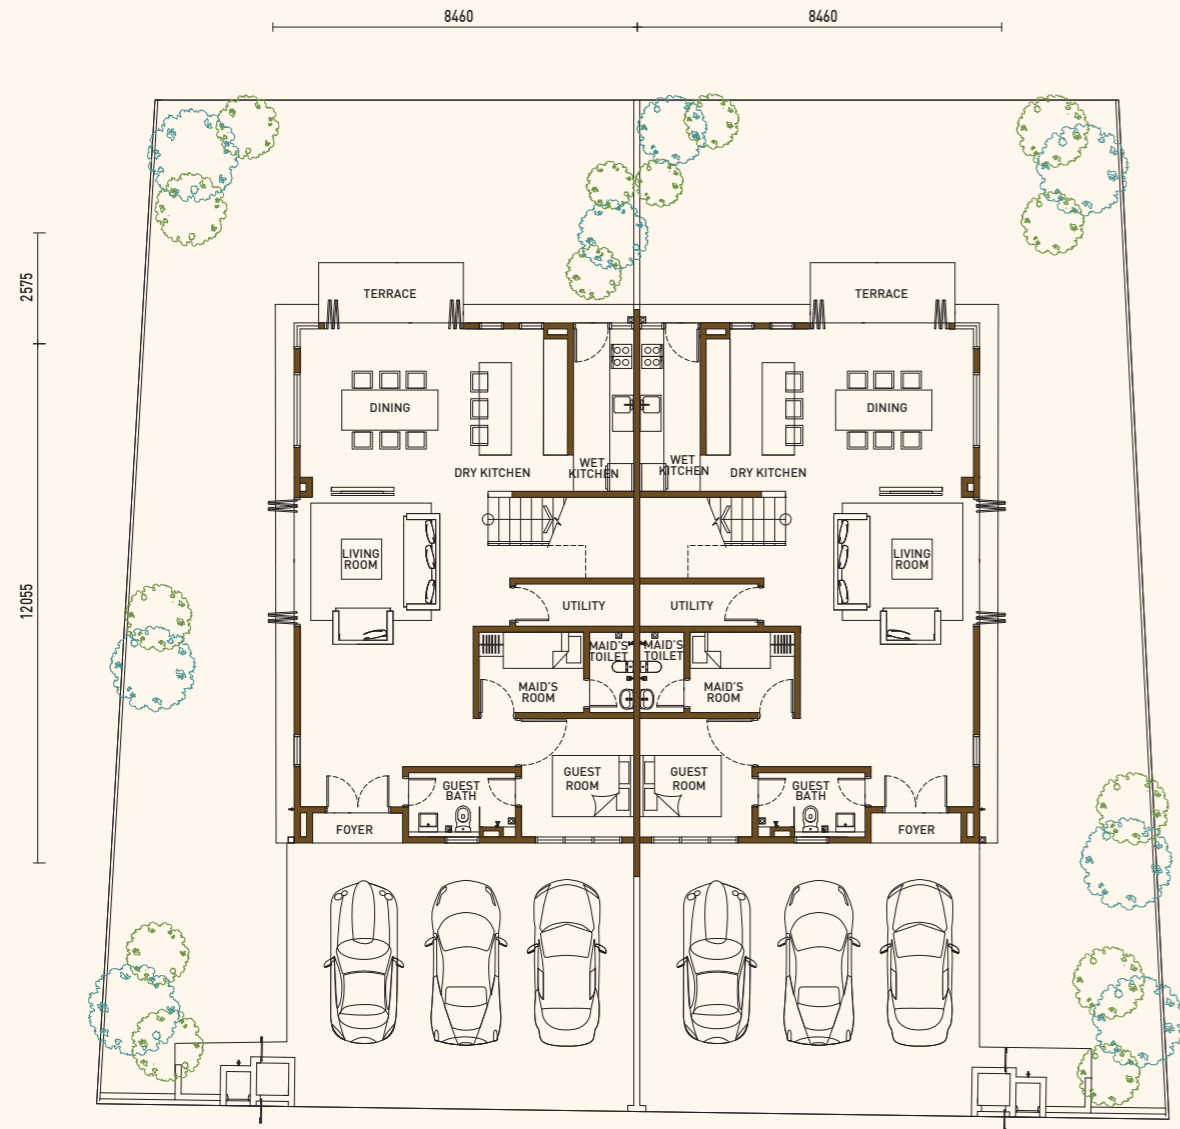 8460 8460
2575
TERRACE TERRACE
DINING DINING
WET
KITCHEN
WET
KITCHEN
DRY KITCHEN DRY KITCHEN
12055
LIVING
ROOM
LIVING
ROOM
UTILITY UTILITY
MAID'S
TOILET
MAID'S
TOILET
MAID'S
ROOM
MAID'S
ROOM
GUEST
ROOM
GUEST
ROOM
GUEST
BATH
GUEST
BATH
FOYER FOYER